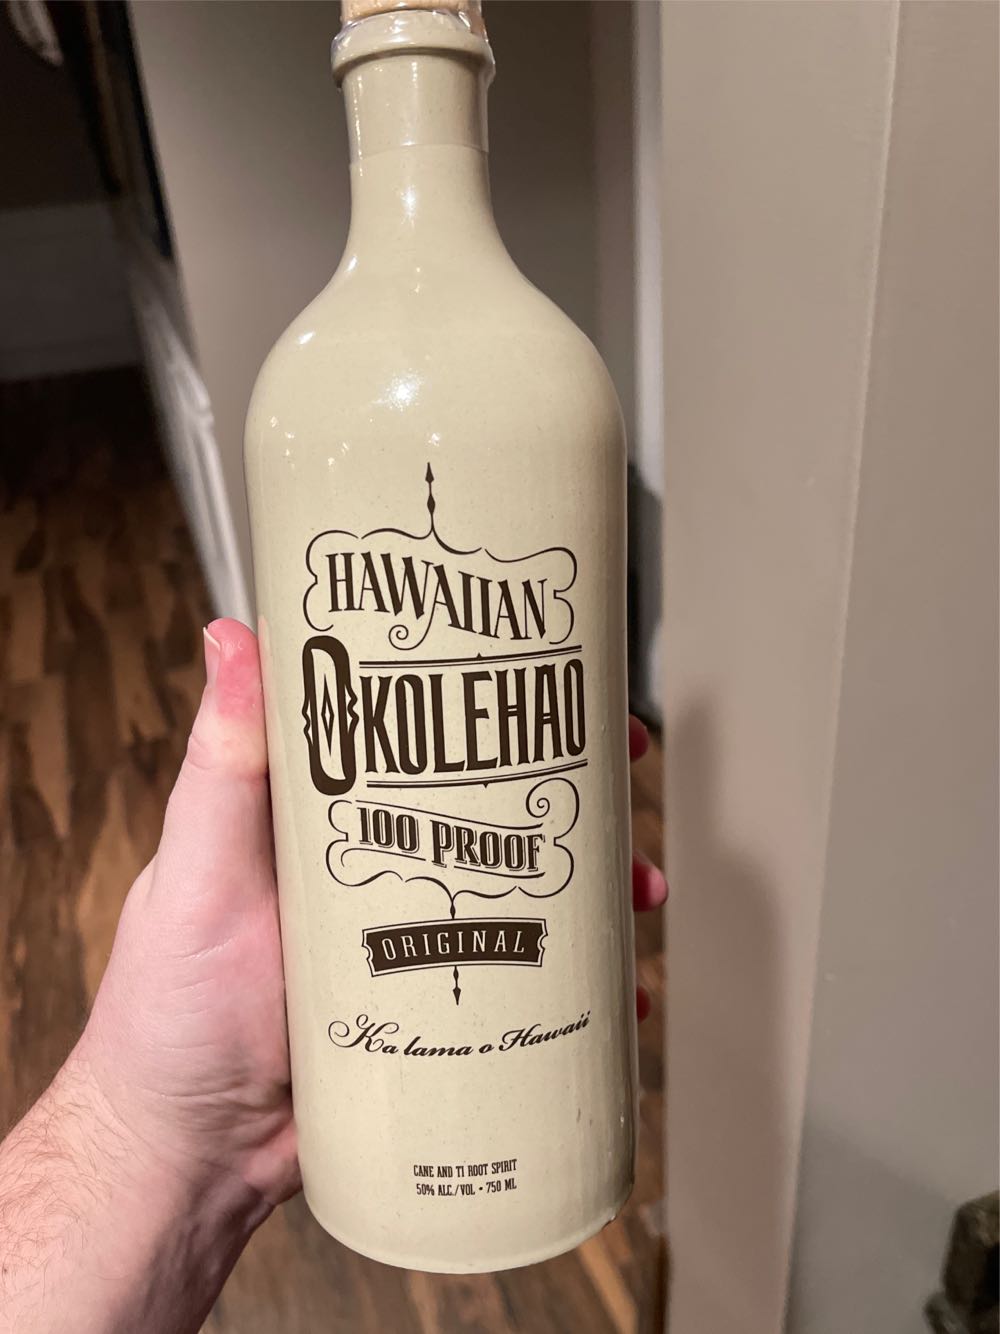 HAWAIIAN
OKOLEHAO
100 PROOF
ORIGINAL
Ka lama o Hawaii
CANE AND TI ROOT SPIRIT
50% ALC./VOL • 750 ML